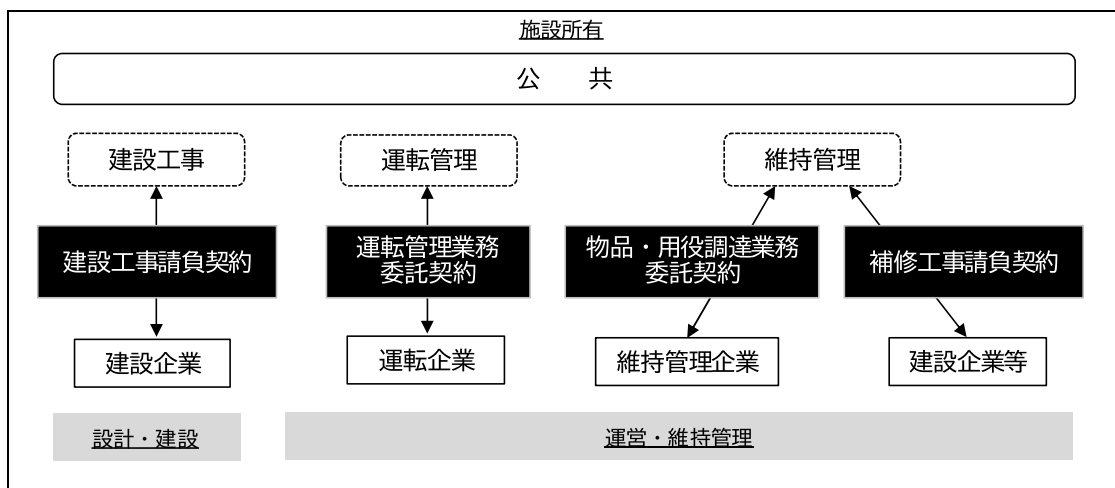 施設所有
公　　共
建設工事
運転管理
維持管理
建設工事請負契約
運転管理業務
委託契約
物品・用役調達業務
委託契約
補修工事請負契約
建設企業
運転企業
維持管理企業
建設企業等
設計・建設
運営・維持管理